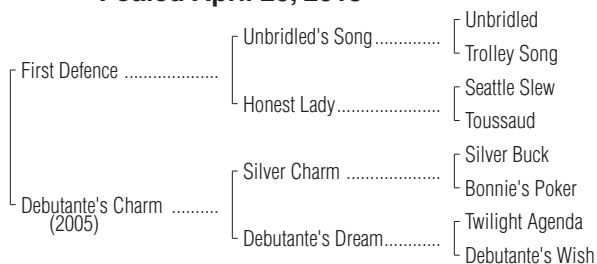 Unbridled
Unbridled's Song..............
Trolley Song
First Defence ....................
Seattle Slew
Honest Lady......................
Toussaud
Silver Buck
Silver Charm ....................
Bonnie's Poker
Debutante's Charm ..........
(2005)
Twilight Agenda
Debutante's Dream............
Debutante's Wish